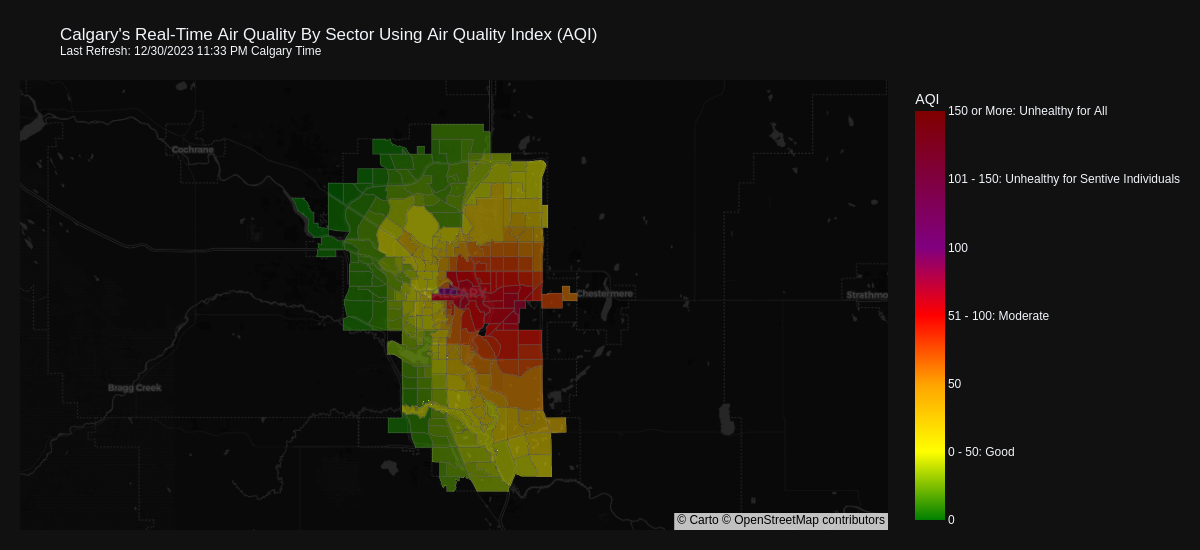 Calgary's Real-Time Air Quality By Sector Using Air Quality Index (AQI)
Last Refresh: 12/30/2023 11:33 PM Calgary Time
AQI
150 or More: Unhealthy for All
Cochrane
101 - 150: Unhealthy for Sentive Individuals
100
Chestermere
Strathmo
51 - 100: Moderate
50
Bragg Creek
0 - 50: Good
0
© Carto © OpenStreetMap contributors